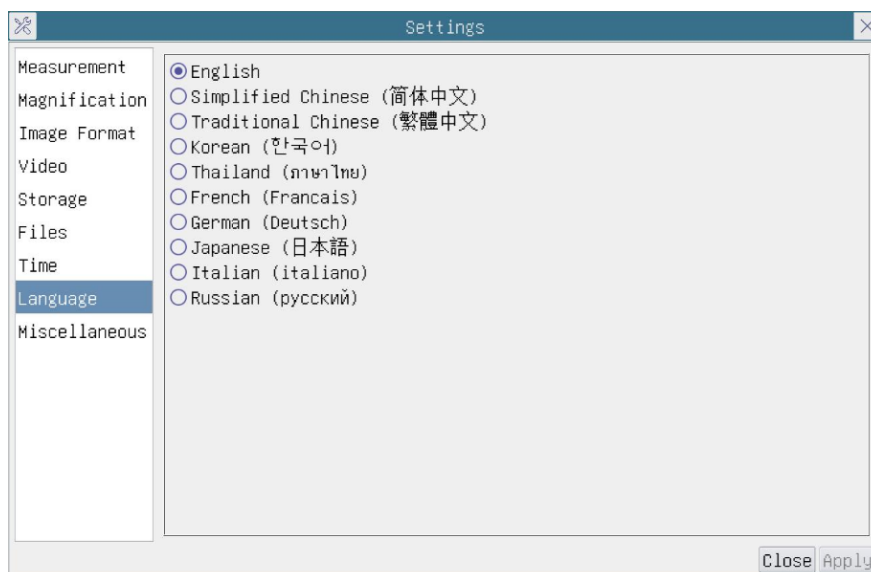 Settings
Measurement
Magnification
Image Format
Video
Storage
Files
Time
Language
Miscellaneous
English
Simplified Chinese (简体中文)
Traditional Chinese (繁體中文)
Korean (한국어)
Thailand (ภาษาไทย)
French (Francais)
German (Deutsch)
Japanese (日本語)
Italian (italiano)
Russian (русский)
Close Apply